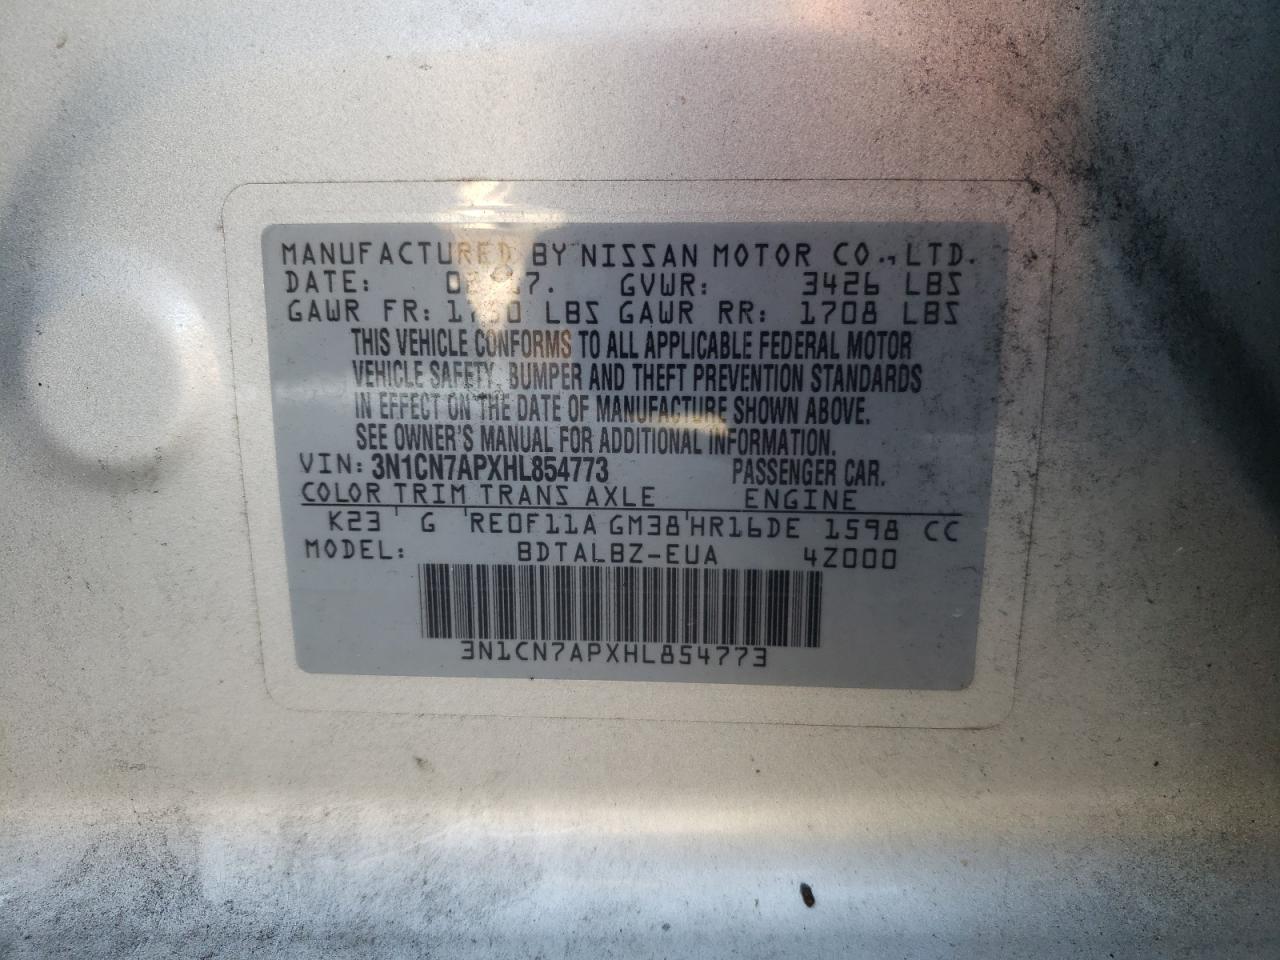 MANUFACTURED BY NISSAN MOTOR CO., LTD.
DATE: GVWR: 3426 LBS
GAWR FR: LBS GAWR RR: 1708 LBS
THIS VEHICLE CONFORMS TO ALL APPLICABLE FEDERAL MOTOR
VEHICLE SAFETY, BUMPER AND THEFT PREVENTION STANDARDS
IN EFFECT ON THE DATE OF MANUFACTURE SHOWN ABOVE.
SEE OWNER'S MANUAL FOR ADDITIONAL INFORMATION.
VIN: 3N1CN7APXHL854773 PASSENGER CAR.
COLOR TRIM TRANS AXLE ENGINE
K23 ' G 'RE0F11A GM38'HR16DE 1598 CC
MODEL: BDTALBZ-EUA 4Z000
3N1CN7APXHL854773